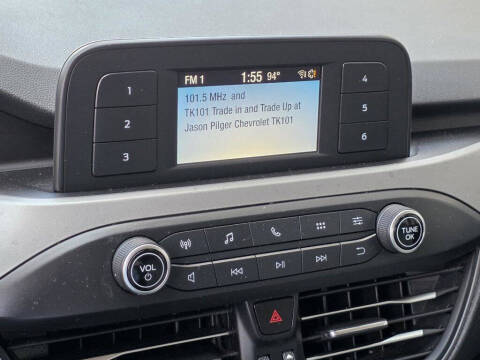 FM 1 1:55 94°
101.5 MHz and
TK101 Trade in and Trade Up at
Jason Pilger Chevrolet TK101
1
2
3
4
5
6
VOL
TUNE
OK